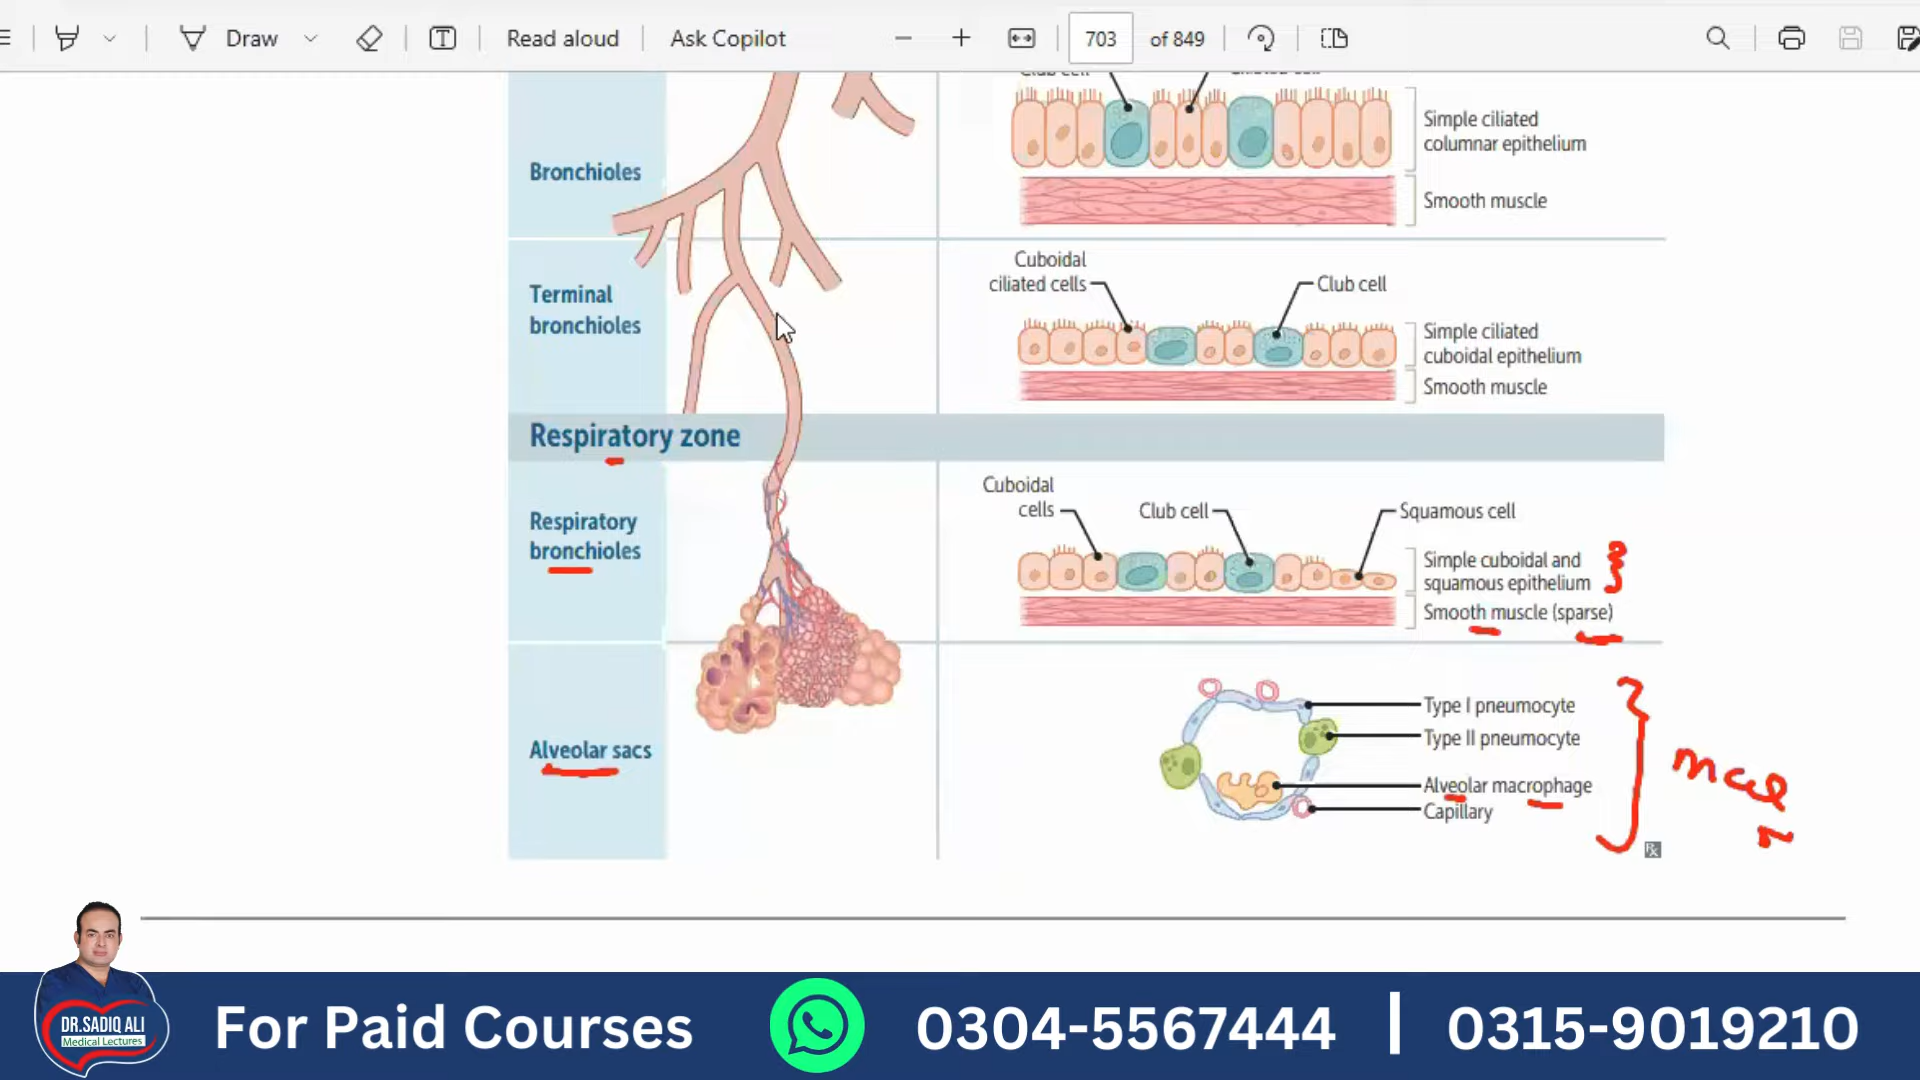 Draw
Read aloud
Ask Copilot
703
of 849
Club cell
Simple ciliated
columnar epithelium
Bronchioles
Smooth muscle
Terminal
bronchioles
Cuboidal
ciliated cells
Club cell
Simple ciliated
cuboidal epithelium
Smooth muscle
Respiratory zone
Respiratory
bronchioles
Cuboidal
cells
Club cell
Squamous cell
Simple cuboidal and
squamous epithelium
Smooth muscle (sparse)
Alveolar sacs
Type I pneumocyte
Type II pneumocyte
Alveolar macrophage
Capillary
Rx
DR.SADIQ ALI
Medical Lectures
For Paid Courses
0304-5567444 | 0315-9019210